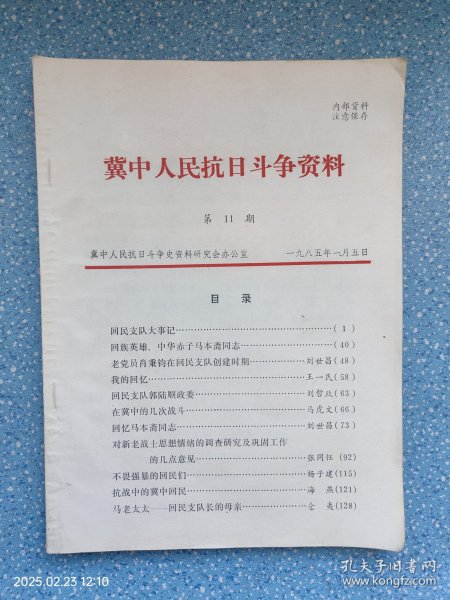 内部资料
注意保存
冀中人民抗日斗争资料
第 11 期
冀中人民抗日斗争史资料研究会办公室 一九八五年一月五日
目 录
回民支队大事记……………………………(1)
回族英雄、中华赤子马本斋同志……………(40)
老党员肖秉钧在回民支队创建时期…………刘世昌(48)
我的回忆……………………………王一民(58)
回民支队郭陆顺政委…………………刘哲欣(63)
在冀中的几次战斗……………………马虎文(66)
回忆马本斋同志………………………刘世昌(73)
对新老战士思想情绪的调查研究及巩固工作
的几点意见…………………………张同钰(92)
不畏强暴的回民们……………………杨子建(115)
抗战中的冀中回民……………………海 燕(121)
马老太太——回民支队长的母亲………仓 夷(128)
2025.02.23 12:10
孔夫子旧书网
kongfz.com